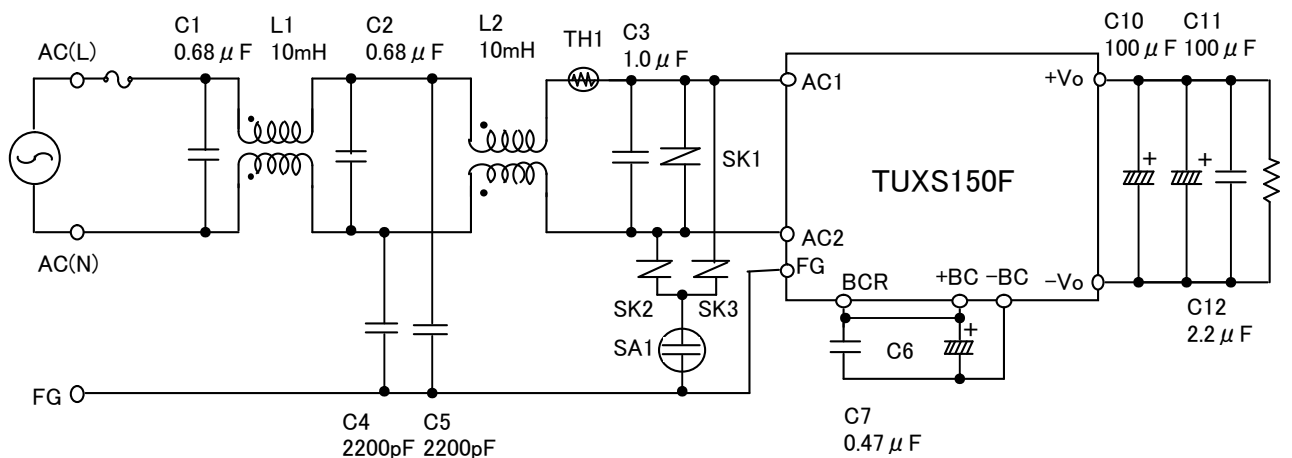 AC(L)
C1
0.68μF
L1
10mH
C2
0.68μF
L2
10mH
TH1
C3
1.0μF
C10
100μF
C11
100μF
AC1
+Vo
SK1
TUXS150F
AC(N)
AC2
FG
BCR
+BC
-BC
-Vo
SK2
SK3
SA1
C6
C12
2.2μF
FG
C4
2200pF
C5
2200pF
C7
0.47μF